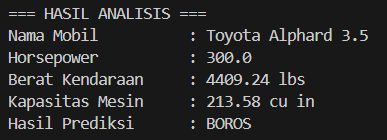 === HASIL ANALISIS ===
Nama Mobil : Toyota Alphard 3.5
Horsepower : 300.0
Berat Kendaraan : 4409.24 lbs
Kapasitas Mesin : 213.58 cu in
Hasil Prediksi : BOROS